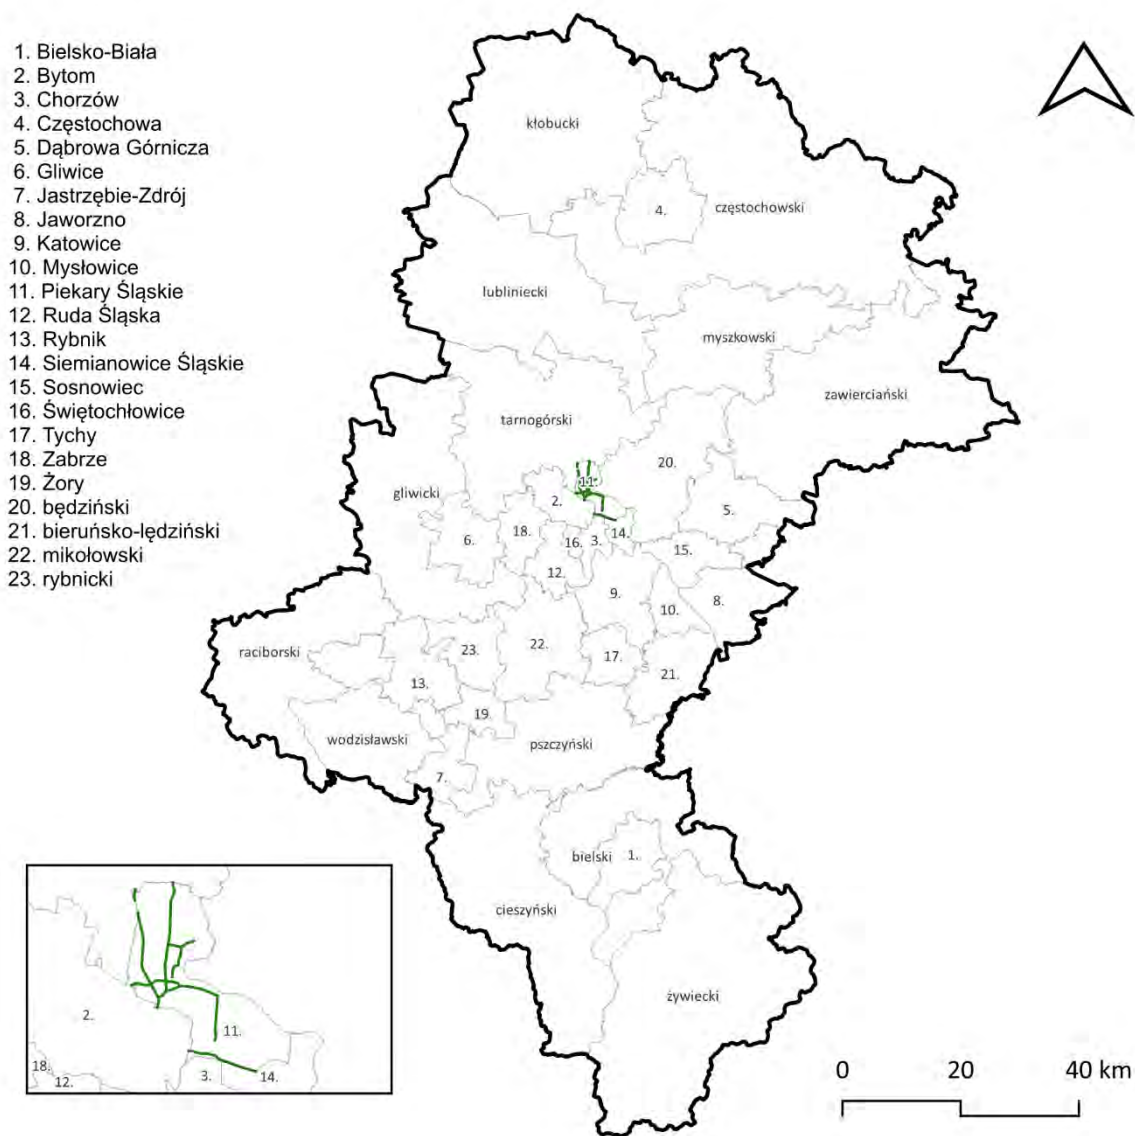 1. Bielsko-Biała
2. Bytom
3. Chorzów
4. Częstochowa
5. Dąbrowa Górnicza
6. Gliwice
7. Jastrzębie-Zdrój
8. Jaworzno
9. Katowice
10. Mysłowice
11. Piekary Śląskie
12. Ruda Śląska
13. Rybnik
14. Siemianowice Śląskie
15. Sosnowiec
16. Świętochłowice
17. Tychy
18. Zabrze
19. Żory
20. będziński
21. bieruńsko-lędziński
22. mikołowski
23. rybnicki
kłobucki
4.
częstochowski
lubliniecki
myszkowski
zawierciański
tarnogórski
20.
gliwicki
11.
2.
5.
6.
18.
16.
3.
14.
15.
12.
9.
10.
8.
raciborski
23.
22.
17.
21.
13.
19.
wodzisławski
pszczyński
7.
bielski
1.
cieszyński
żywiecki
2.
11.
18.
12.
3.
14.
0
20
40 km